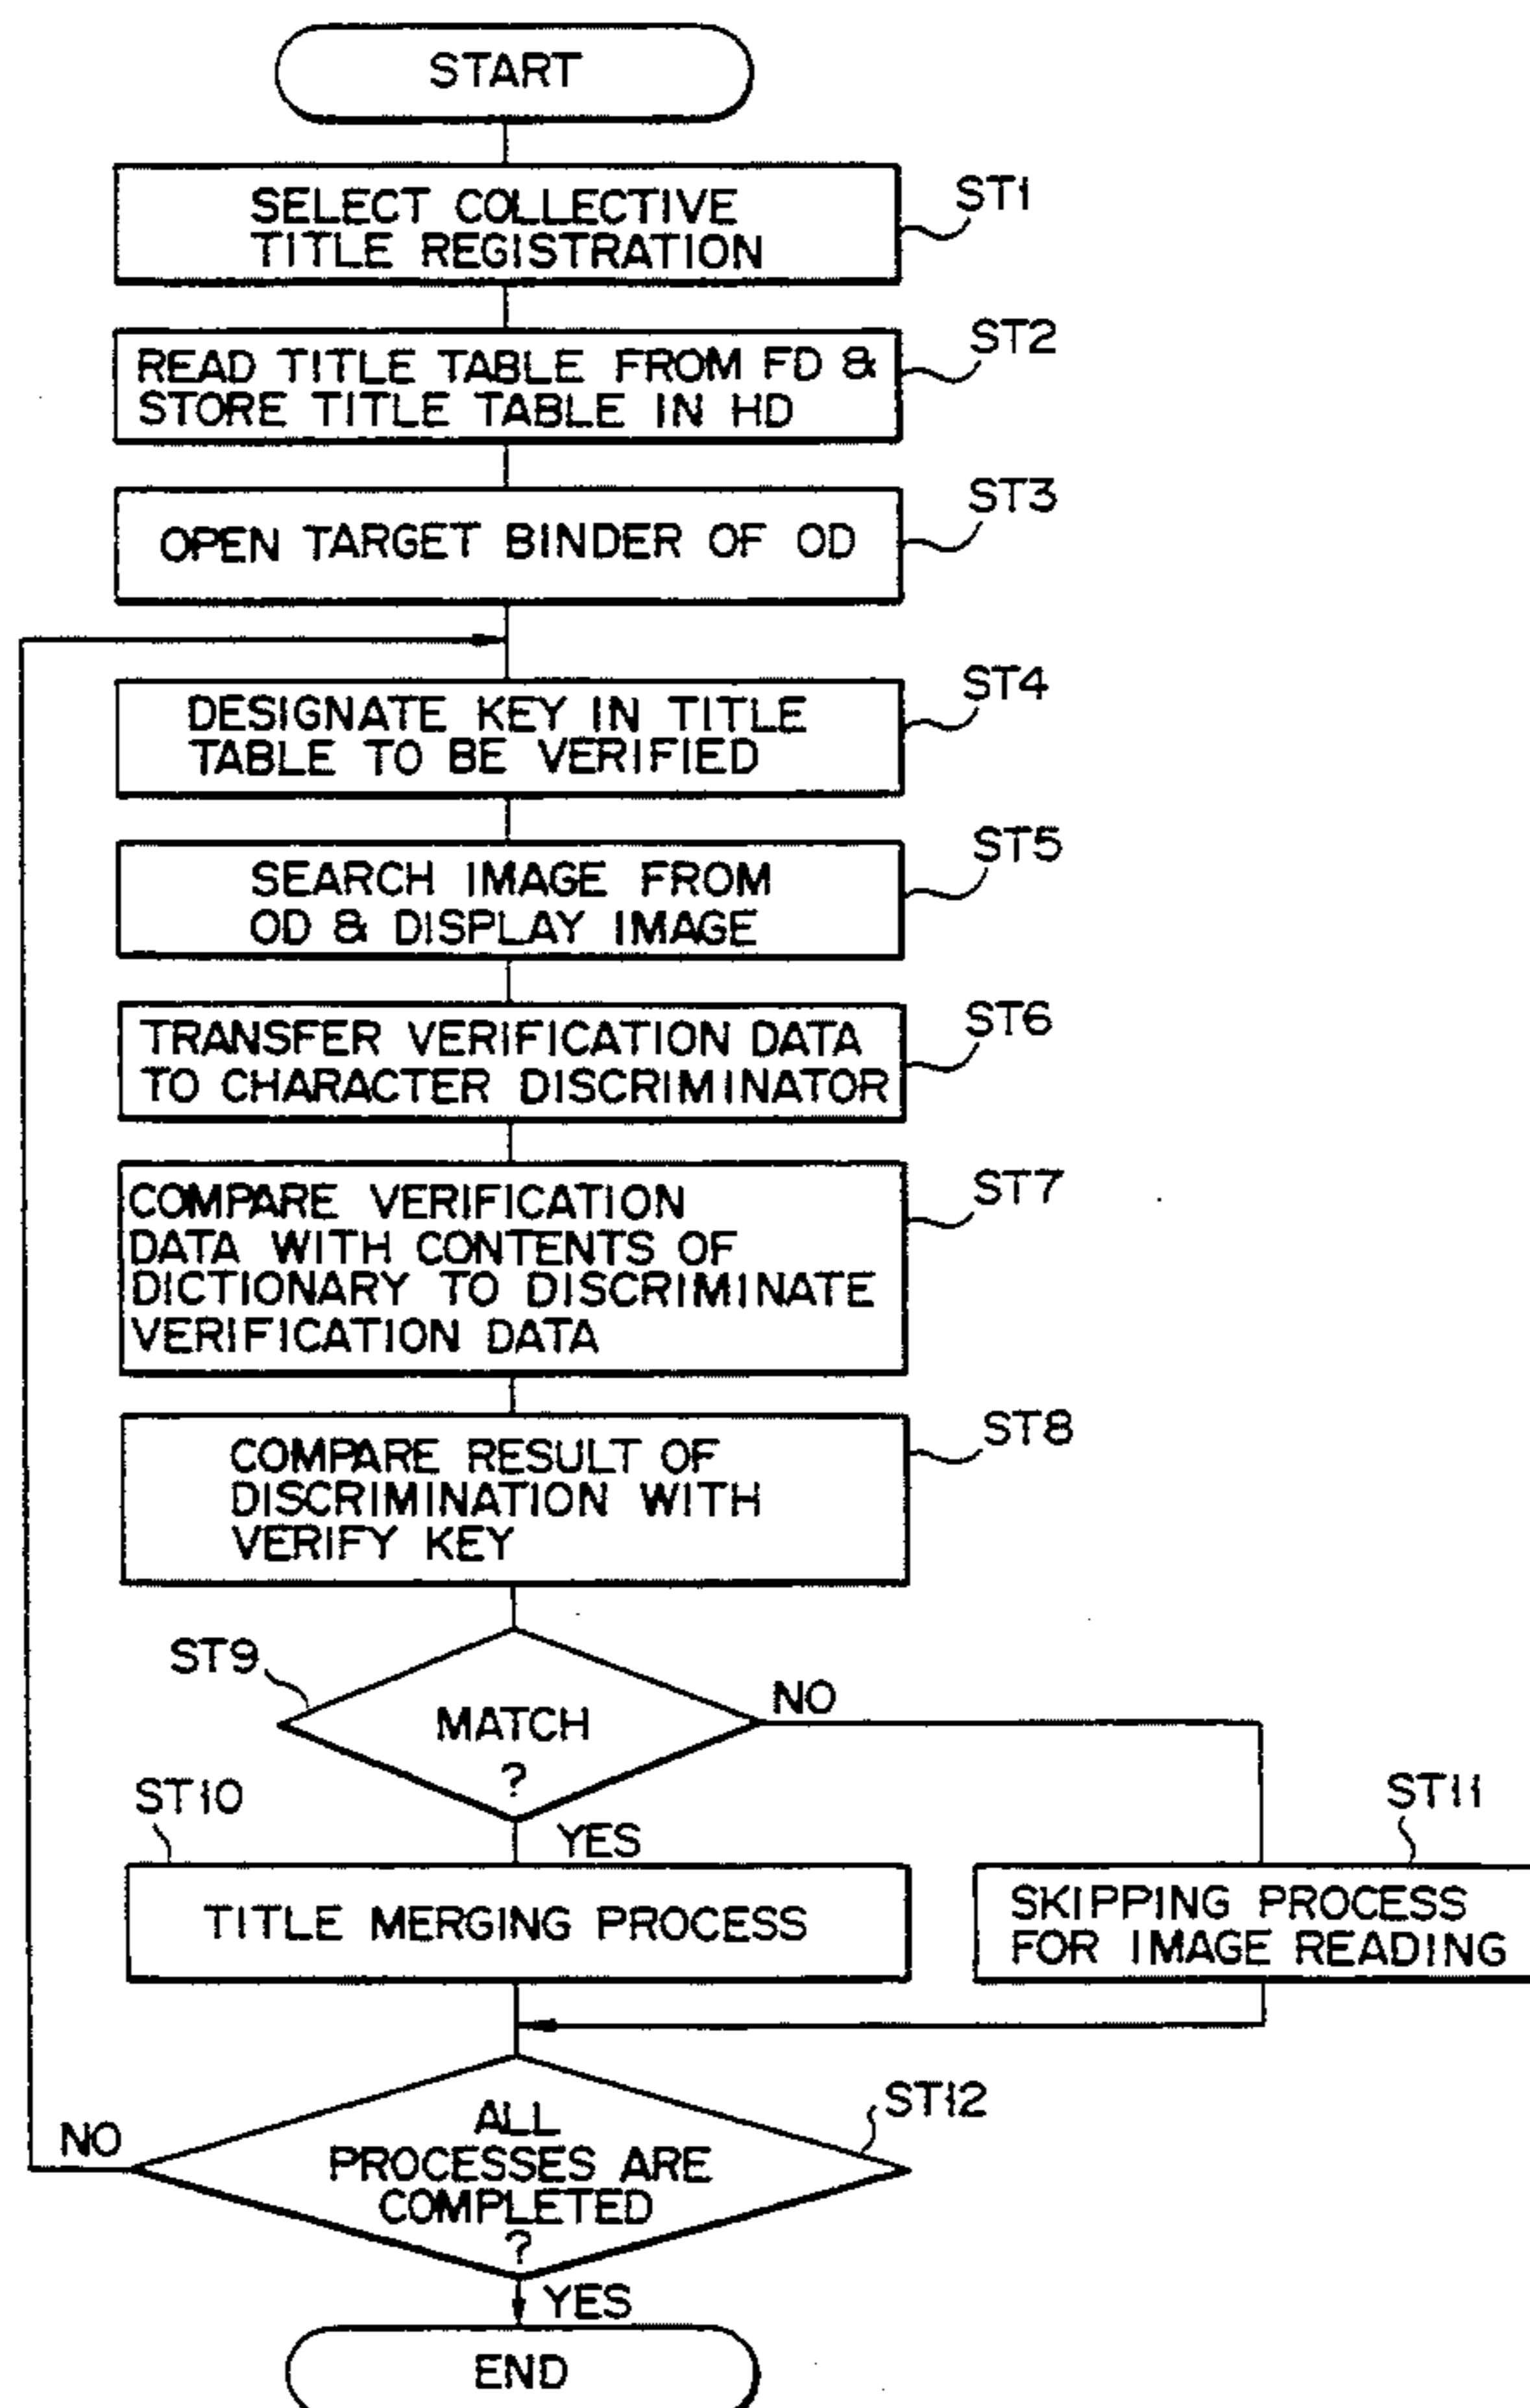 START
SELECT COLLECTIVE
TITLE REGISTRATION
ST1
READ TITLE TABLE FROM FD &
STORE TITLE TABLE IN HD
ST2
OPEN TARGET BINDER OF OD
ST3
DESIGNATE KEY IN TITLE
TABLE TO BE VERIFIED
ST4
SEARCH IMAGE FROM
OD & DISPLAY IMAGE
ST5
TRANSFER VERIFICATION DATA
TO CHARACTER DISCRIMINATOR
ST6
COMPARE VERIFICATION
DATA WITH CONTENTS OF
DICTIONARY TO DISCRIMINATE
VERIFICATION DATA
ST7
COMPARE RESULT OF
DISCRIMINATION WITH
VERIFY KEY
ST8
ST9
MATCH
?
NO
YES
ST10
TITLE MERGING PROCESS
ST11
SKIPPING PROCESS
FOR IMAGE READING
ST12
ALL
PROCESSES ARE
COMPLETED
?
NO
YES
END